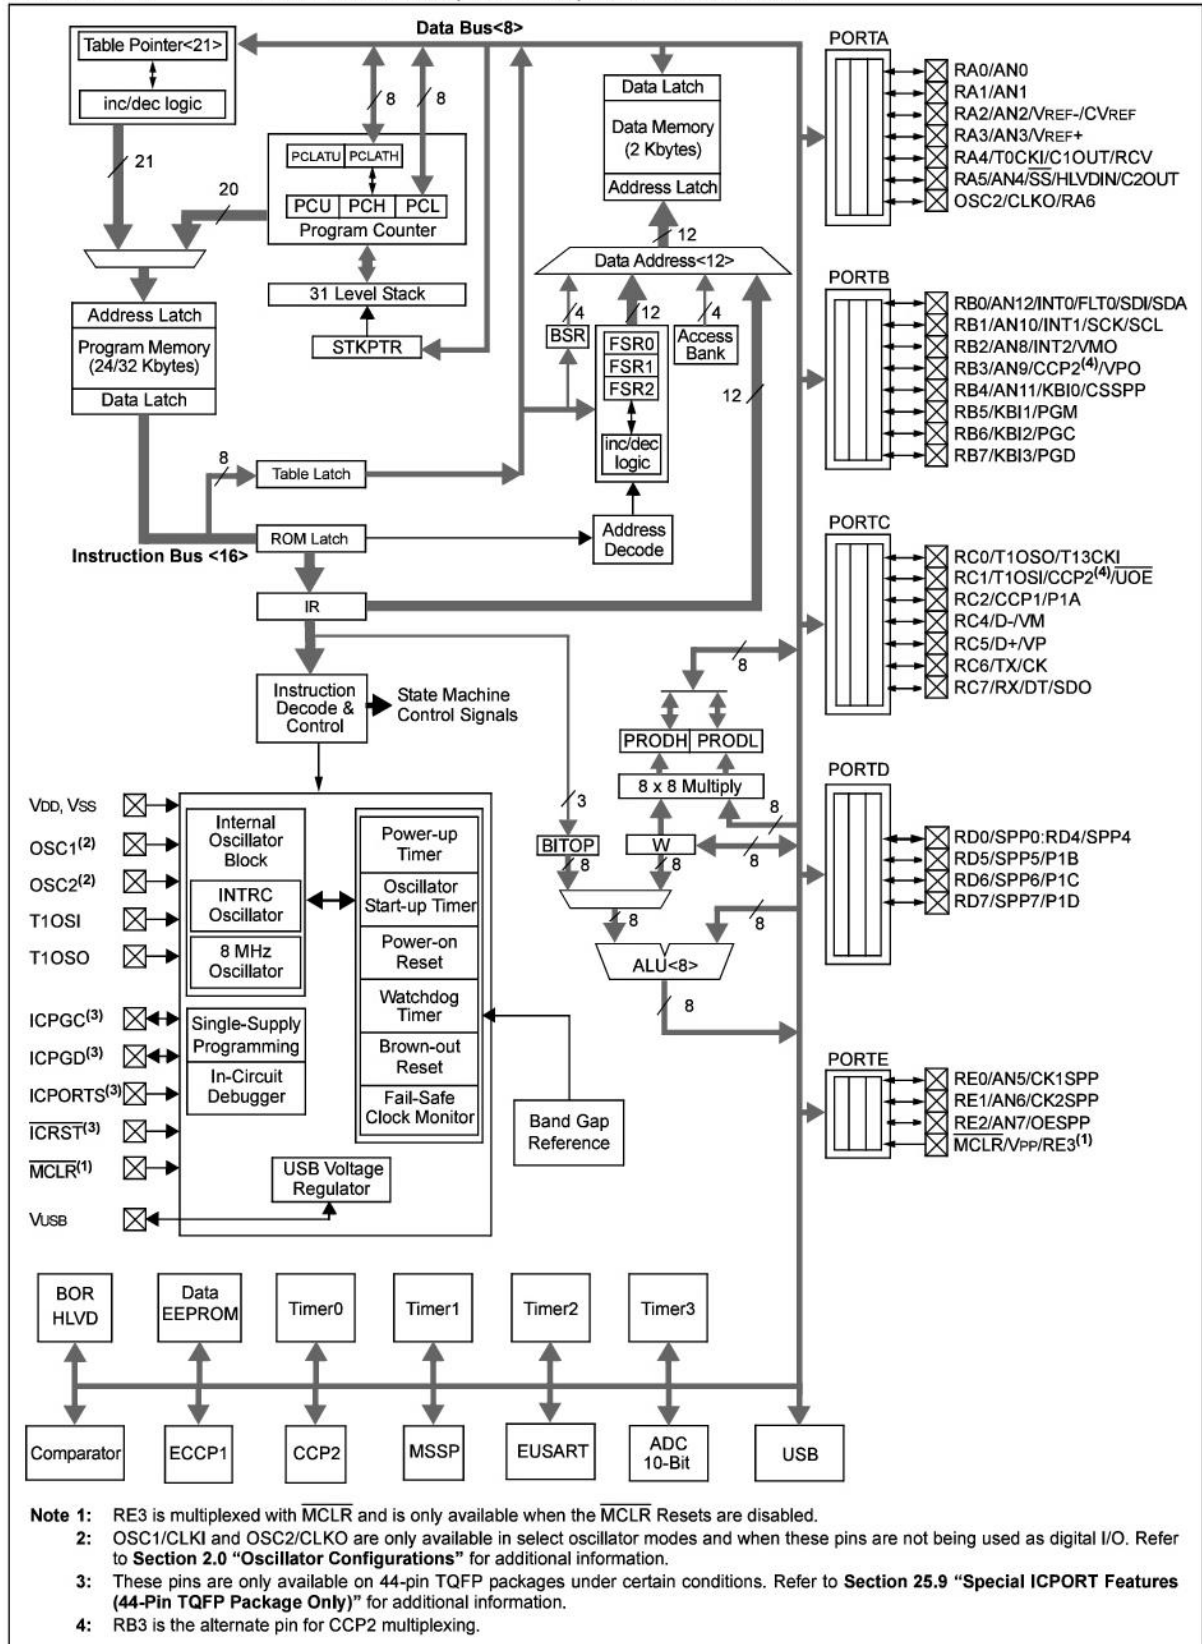 Data Bus<8>
Table Pointer<21>
inc/dec logic
21
20
8
8
PCLATU PCLATH
PCU PCH PCL
Program Counter
31 Level Stack
STKPTR
Address Latch
Program Memory
(24/32 Kbytes)
Data Latch
8
Table Latch
ROM Latch
Instruction Bus <16>
IR
Data Latch
Data Memory
(2 Kbytes)
Address Latch
12
Data Address<12>
4
12
4
BSR
FSR0
FSR1
FSR2
inc/dec
logic
Access
Bank
12
Address
Decode
Instruction
Decode &
Control
State Machine
Control Signals
8
PRODH PRODL
8 x 8 Multiply
3
BITOP
8
W
8
8
8
8
8
ALU<8>
8
VDD, VSS
OSC1(2)
OSC2(2)
T1OSI
T1OSO
ICPGC(3)
ICPGD(3)
ICPORTS(3)
ICRST(3)
MCLR(1)
VUSB
Internal
Oscillator
Block
INTRC
Oscillator
8 MHz
Oscillator
Single-Supply
Programming
In-Circuit
Debugger
Power-up
Timer
Oscillator
Start-up Timer
Power-on
Reset
Watchdog
Timer
Brown-out
Reset
Fail-Safe
Clock Monitor
Band Gap
Reference
USB Voltage
Regulator
PORTA
RA0/AN0
RA1/AN1
RA2/AN2/VREF-/CVREF
RA3/AN3/VREF+
RA4/T0CKI/C1OUT/RCV
RA5/AN4/SS/HLVDIN/C2OUT
OSC2/CLKO/RA6
PORTB
RB0/AN12/INT0/FLT0/SDI/SDA
RB1/AN10/INT1/SCK/SCL
RB2/AN8/INT2/VMO
RB3/AN9/CCP2(4)/VPO
RB4/AN11/KBI0/CSSPP
RB5/KBI1/PGM
RB6/KBI2/PGC
RB7/KBI3/PGD
PORTC
RC0/T1OSO/T13CKI
RC1/T1OSI/CCP2(4)/UOE
RC2/CCP1/P1A
RC4/D-/VM
RC5/D+/VP
RC6/TX/CK
RC7/RX/DT/SDO
PORTD
RD0/SPP0:RD4/SPP4
RD5/SPP5/P1B
RD6/SPP6/P1C
RD7/SPP7/P1D
PORTE
RE0/AN5/CK1SPP
RE1/AN6/CK2SPP
RE2/AN7/OESPP
MCLR/VPP/RE3(1)
BOR
HLVD
Data
EEPROM
Timer0
Timer1
Timer2
Timer3
Comparator
ECCP1
CCP2
MSSP
EUSART
ADC
10-Bit
USB
Note 1: RE3 is multiplexed with MCLR and is only available when the MCLR Resets are disabled.
2: OSC1/CLKI and OSC2/CLKO are only available in select oscillator modes and when these pins are not being used as digital I/O. Refer
to Section 2.0 “Oscillator Configurations” for additional information.
3: These pins are only available on 44-pin TQFP packages under certain conditions. Refer to Section 25.9 “Special ICPORT Features
(44-Pin TQFP Package Only)” for additional information.
4: RB3 is the alternate pin for CCP2 multiplexing.